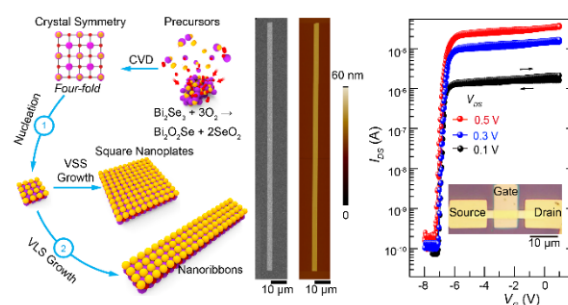 Crystal Symmetry
Precursors
CVD
Four-fold
Bi2Se3 + 3O2 →
Bi2O2Se + 2SeO2
Nucleation
1
VSS
Growth
Square Nanoplates
2
VLS Growth
Nanoribbons
10 μm
10 μm
60 nm
0
10-5
10-6
10-7
10-8
10-9
10-10
IDS (A)
VDS
0.5 V
0.3 V
0.1 V
Gate
Source
Drain
10 μm
-8 -6 -4 -2 0
VG (V)